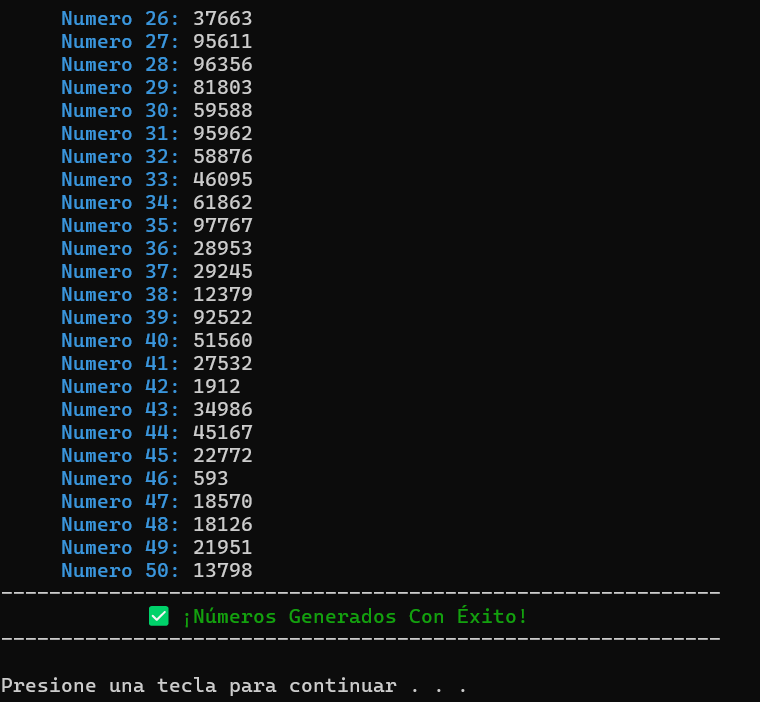 Numero 26: 37663
Numero 27: 95611
Numero 28: 96356
Numero 29: 81803
Numero 30: 59588
Numero 31: 95962
Numero 32: 58876
Numero 33: 46095
Numero 34: 61862
Numero 35: 97767
Numero 36: 28953
Numero 37: 29245
Numero 38: 12379
Numero 39: 92522
Numero 40: 51560
Numero 41: 27532
Numero 42: 1912
Numero 43: 34986
Numero 44: 45167
Numero 45: 22772
Numero 46: 593
Numero 47: 18570
Numero 48: 18126
Numero 49: 21951
Numero 50: 13798
------------------------------------------------------------
✅ ¡Números Generados Con Éxito!
------------------------------------------------------------
Presione una tecla para continuar . . .